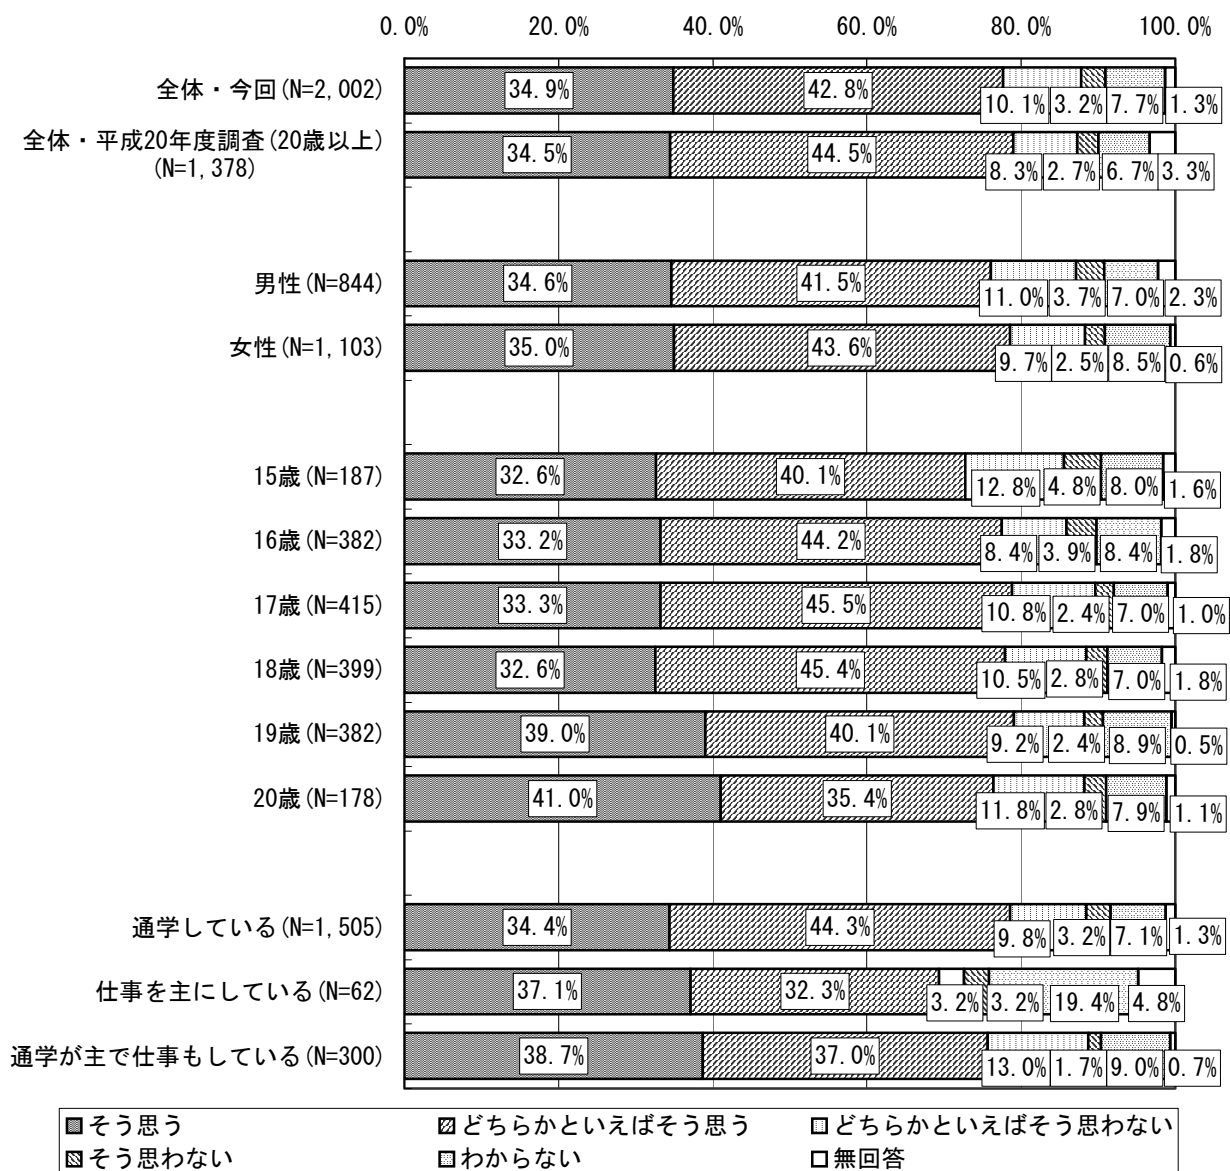 0.0% 20.0% 40.0% 60.0% 80.0% 100.0%
全体・今回(N=2,002) 34.9% 42.8% 10.1% 3.2% 7.7% 1.3%
全体・平成20年度調査(20歳以上)
(N=1,378) 34.5% 44.5% 8.3% 2.7% 6.7% 3.3%
男性(N=844) 34.6% 41.5% 11.0% 3.7% 7.0% 2.3%
女性(N=1,103) 35.0% 43.6% 9.7% 2.5% 8.5% 0.6%
15歳(N=187) 32.6% 40.1% 12.8% 4.8% 8.0% 1.6%
16歳(N=382) 33.2% 44.2% 8.4% 3.9% 8.4% 1.8%
17歳(N=415) 33.3% 45.5% 10.8% 2.4% 7.0% 1.0%
18歳(N=399) 32.6% 45.4% 10.5% 2.8% 7.0% 1.8%
19歳(N=382) 39.0% 40.1% 9.2% 2.4% 8.9% 0.5%
20歳(N=178) 41.0% 35.4% 11.8% 2.8% 7.9% 1.1%
通学している(N=1,505) 34.4% 44.3% 9.8% 3.2% 7.1% 1.3%
仕事を主にしている(N=62) 37.1% 32.3% 3.2% 3.2% 19.4% 4.8%
通学が主で仕事もしている(N=300) 38.7% 37.0% 13.0% 1.7% 9.0% 0.7%
そう思う どちらかといえばそう思う どちらかといえばそう思わない
そう思わない わからない 無回答